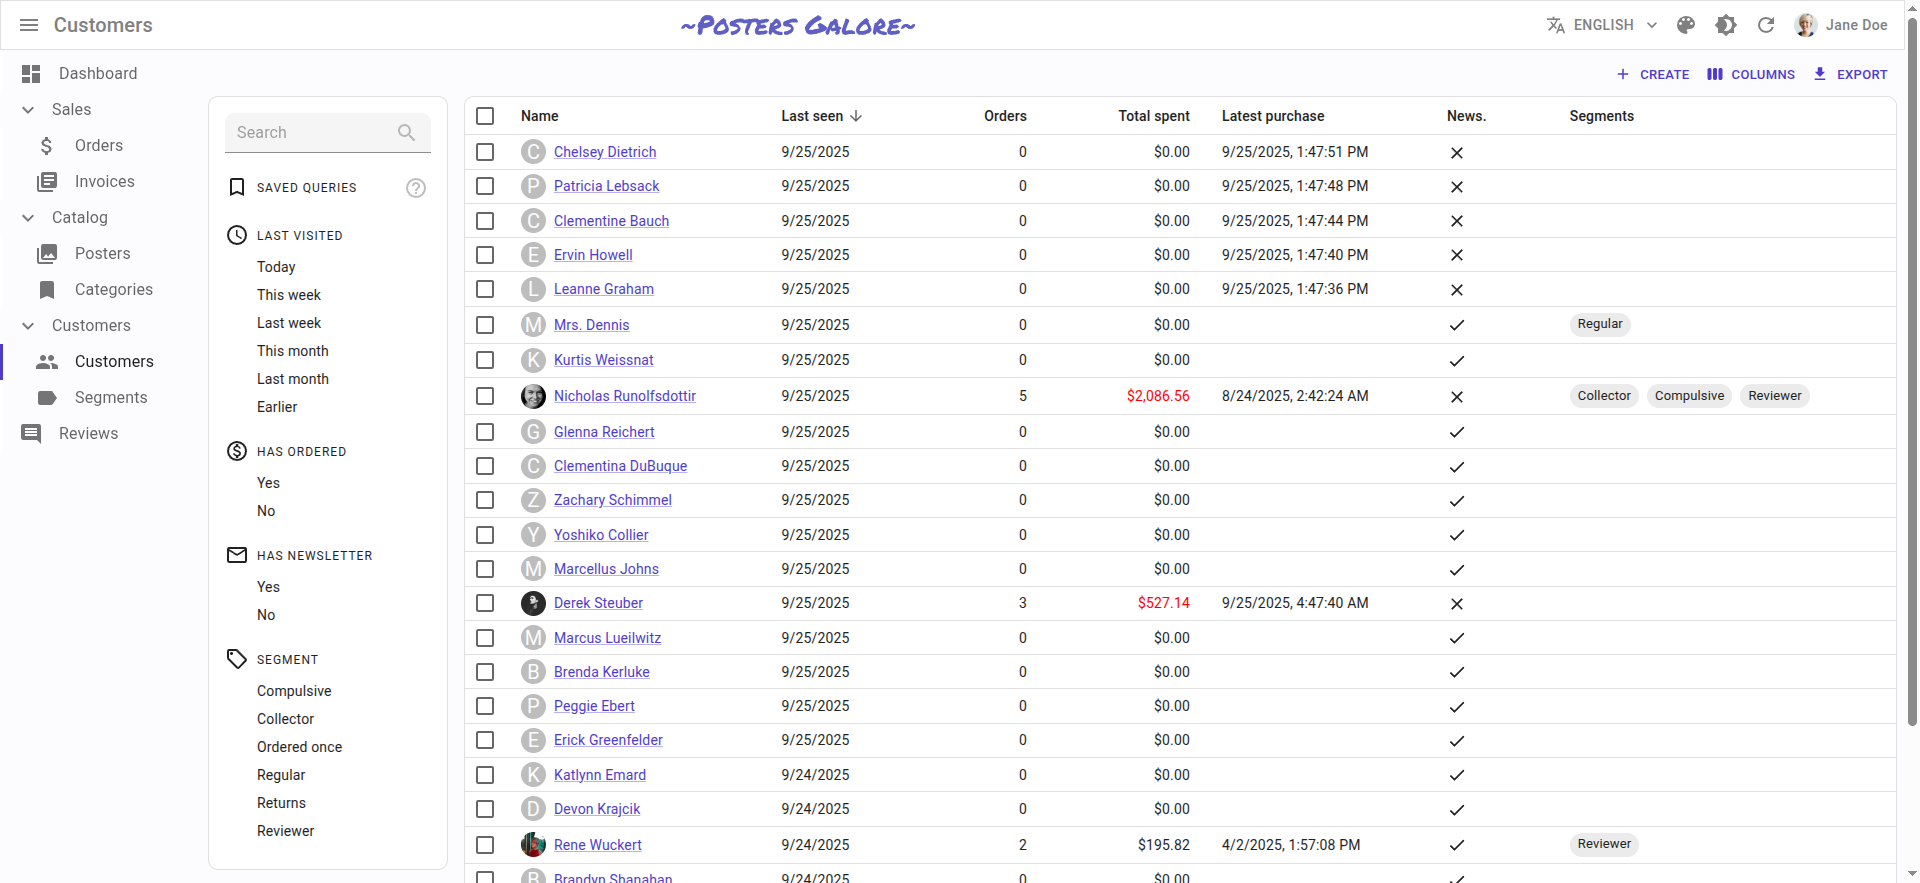 Customers
~Posters Galore~
ENGLISH
Jane Doe
Dashboard
Sales
Orders
Invoices
Catalog
Posters
Categories
Customers
Customers
Segments
Reviews
CREATE
COLUMNS
EXPORT
Search
SAVED QUERIES
?
LAST VISITED
Today
This week
Last week
This month
Last month
Earlier
HAS ORDERED
Yes
No
HAS NEWSLETTER
Yes
No
SEGMENT
Compulsive
Collector
Ordered once
Regular
Returns
Reviewer
Name Last seen Orders Total spent Latest purchase News. Segments
C Chelsey Dietrich 9/25/2025 0 $0.00 9/25/2025, 1:47:51 PM
P Patricia Lebsack 9/25/2025 0 $0.00 9/25/2025, 1:47:48 PM
C Clementine Bauch 9/25/2025 0 $0.00 9/25/2025, 1:47:44 PM
E Ervin Howell 9/25/2025 0 $0.00 9/25/2025, 1:47:40 PM
L Leanne Graham 9/25/2025 0 $0.00 9/25/2025, 1:47:36 PM
M Mrs. Dennis 9/25/2025 0 $0.00 Regular
K Kurtis Weissnat 9/25/2025 0 $0.00
Nicholas Runolfsdottir 9/25/2025 5 $2,086.56 8/24/2025, 2:42:24 AM Collector Compulsive Reviewer
G Glenna Reichert 9/25/2025 0 $0.00
C Clementina DuBuque 9/25/2025 0 $0.00
Z Zachary Schimmel 9/25/2025 0 $0.00
Y Yoshiko Collier 9/25/2025 0 $0.00
M Marcellus Johns 9/25/2025 0 $0.00
Derek Steuber 9/25/2025 3 $527.14 9/25/2025, 4:47:40 AM
M Marcus Lueilwitz 9/25/2025 0 $0.00
B Brenda Kerluke 9/25/2025 0 $0.00
P Peggie Ebert 9/25/2025 0 $0.00
E Erick Greenfelder 9/25/2025 0 $0.00
K Katlynn Emard 9/24/2025 0 $0.00
D Devon Krajcik 9/24/2025 0 $0.00
Rene Wuckert 9/24/2025 2 $195.82 4/2/2025, 1:57:08 PM Reviewer
B Brandyn Shanahan 9/24/2025 0 $0.00